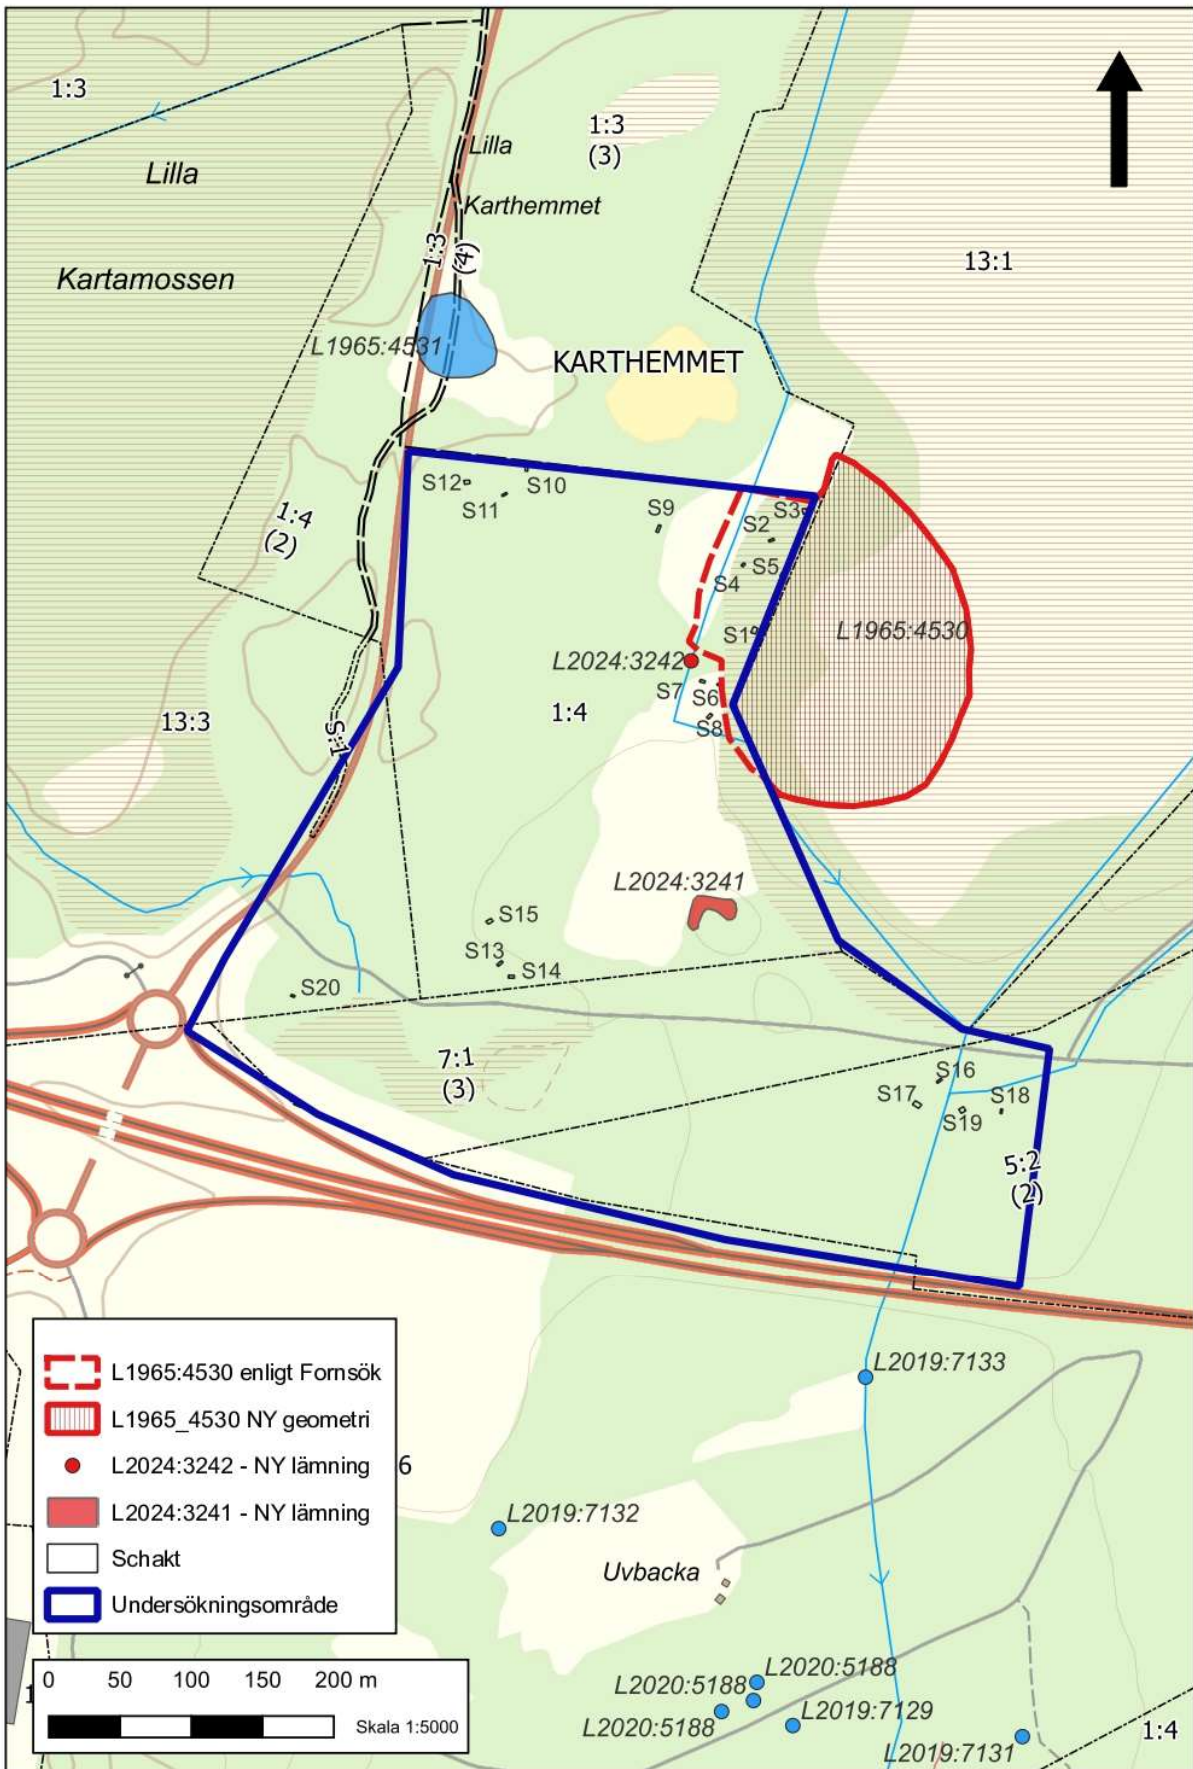 1:3
1:3
(3)
Lilla
Lilla
Karthemmet
1:3
(4)
Kartamossen
13:1
L1965:4531
KARTHEMMET
S12
S10
S11
S9
S3
S2
S5
S4
1:4
(2)
S1
L1965:4530
L2024:3242
S7
S6
S8
1:4
13:3
S:1
L2024:3241
S15
S13
S14
S20
7:1
(3)
S16
S17
S18
S19
5:2
(2)
L2019:7133
L1965:4530 enligt Fornsök
L1965_4530 NY geometri
L2024:3242 - NY lämning
6
L2024:3241 - NY lämning
Schakt
Undersökningsområde
L2019:7132
Uvbacka
0 50 100 150 200 m
Skala 1:5000
L2020:5188
L2020:5188
L2020:5188
L2019:7129
L2019:7131
1:4